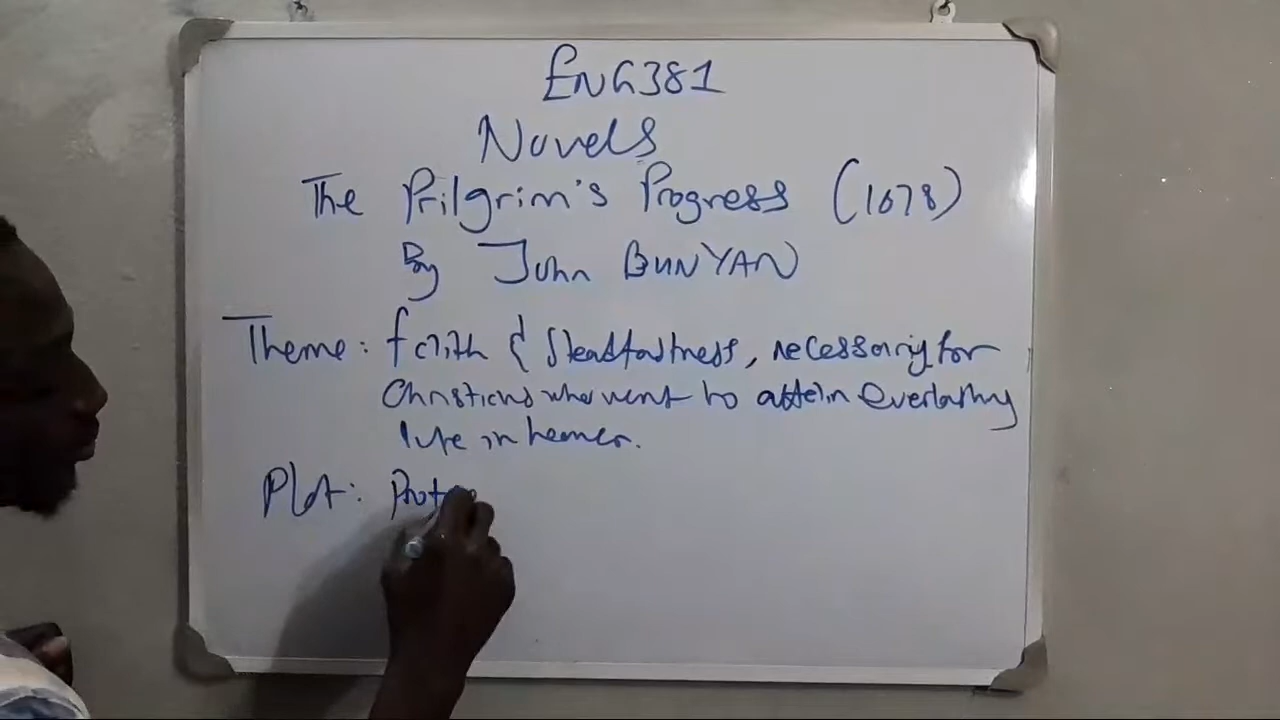 ENG381
Novels
The Prilgrim's Progress (1678)
By John BUNYAN
Theme: faith & Steadfastness, necessary for
Christians who want to attain everlasting
life in heaven.
Plot: Prota